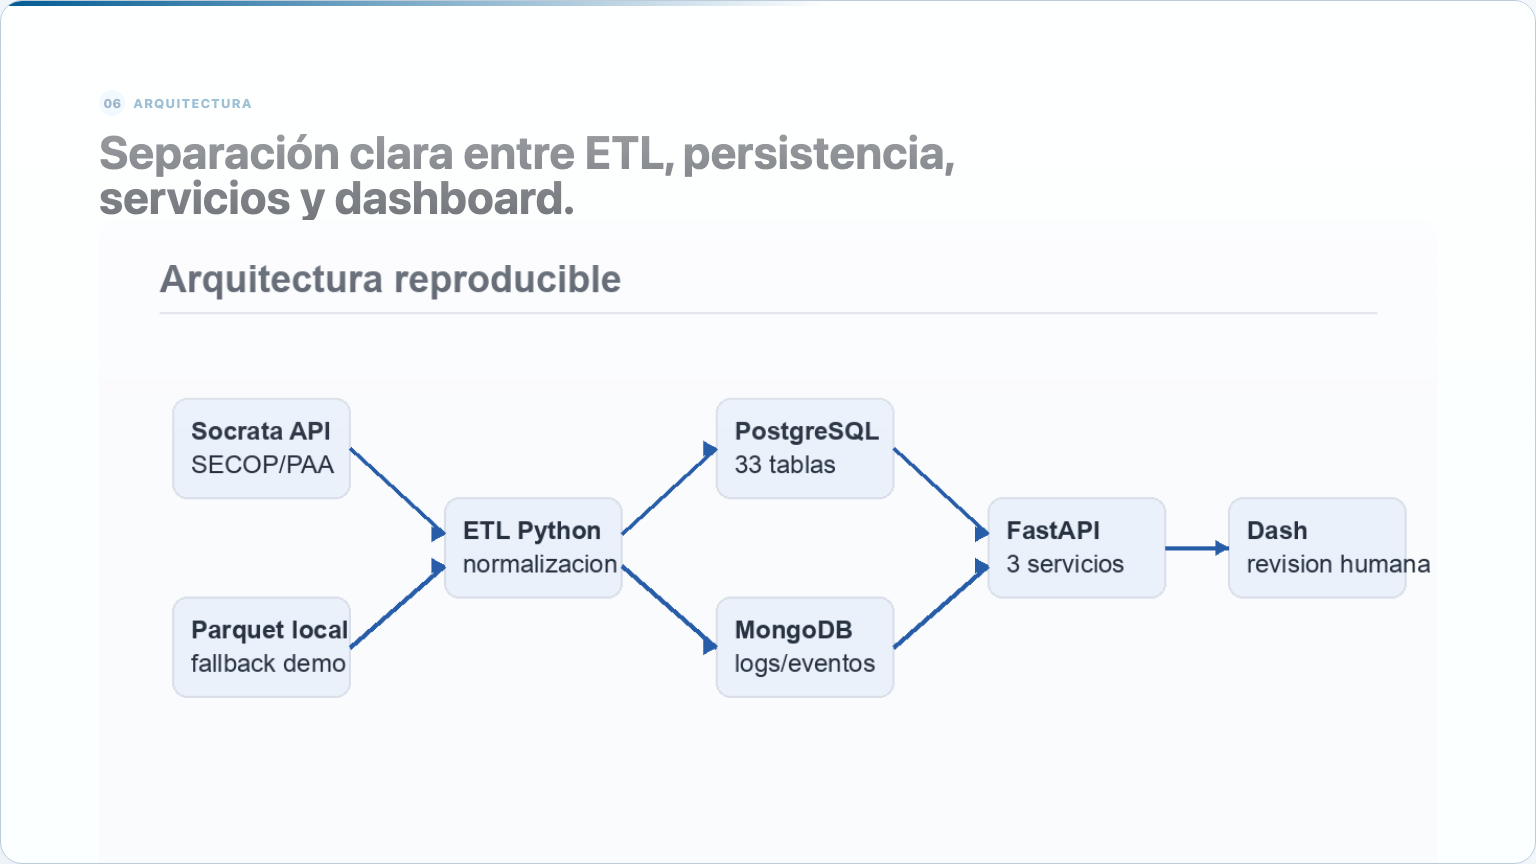 06 ARQUITECTURA
Separación clara entre ETL, persistencia,
servicios y dashboard.
Arquitectura reproducible
Socrata API
SECOP/PAA
Parquet local
fallback demo
ETL Python
normalizacion
PostgreSQL
33 tablas
MongoDB
logs/eventos
FastAPI
3 servicios
Dash
revision humana